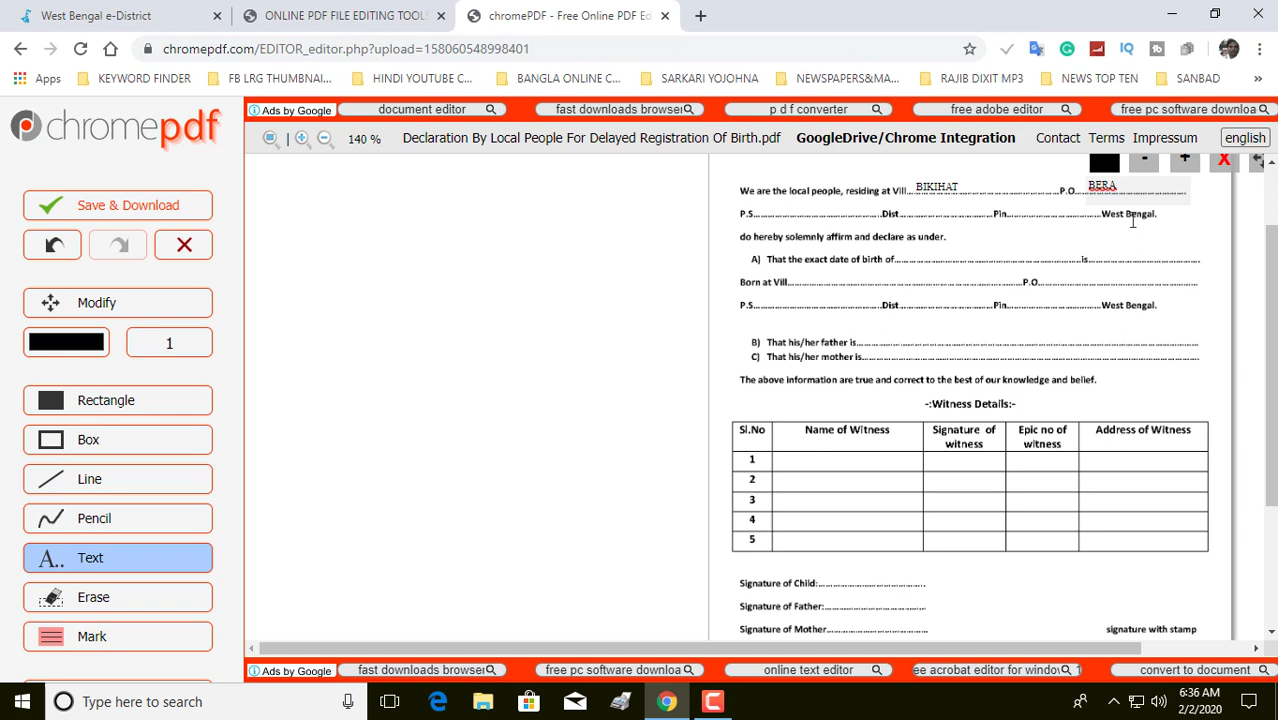 West Bengal e-District
ONLINE PDF FILE EDITING TOOLS
chromePDF - Free Online PDF Ed
chromepdf.com/EDITOR_editor.php?upload=158060548998401
Apps
KEYWORD FINDER
FB LRG THUMBNAI...
HINDI YOUTUBE C...
BANGLA ONLINE C...
SARKARI YOJOHNA
NEWSPAPERS&MA...
RAJIB DIXIT MP3
NEWS TOP TEN
SANBAD
»
chromepdf
Ads by Google
document editor
fast downloads browser
p d f converter
free adobe editor
free pc software downloa
140 %
Declaration By Local People For Delayed Registration Of Birth.pdf
GoogleDrive/Chrome Integration
Contact
Terms
Impressum
english
Save & Download
Modify
1
Rectangle
Box
Line
Pencil
A.. Text
Erase
Mark
- + X
We are the local people, residing at Vill...BIKIHAT...P.O...BERA...
P.S...Dist...Pin...West Bengal.
do hereby solemnly affirm and declare as under.
A) That the exact date of birth of...is...
Born at Vill...P.O...
P.S...Dist...Pin...West Bengal.
B) That his/her father is...
C) That his/her mother is...
The above information are true and correct to the best of our knowledge and belief.
-:Witness Details:-
Sl.No Name of Witness Signature of witness Epic no of witness Address of Witness
1
2
3
4
5
Signature of Child:...
Signature of Father:...
Signature of Mother... signature with stamp
Ads by Google
fast downloads browser
free pc software downloa
online text editor
ee acrobat editor for window 1
convert to document
Type here to search
6:36 AM
2/2/2020